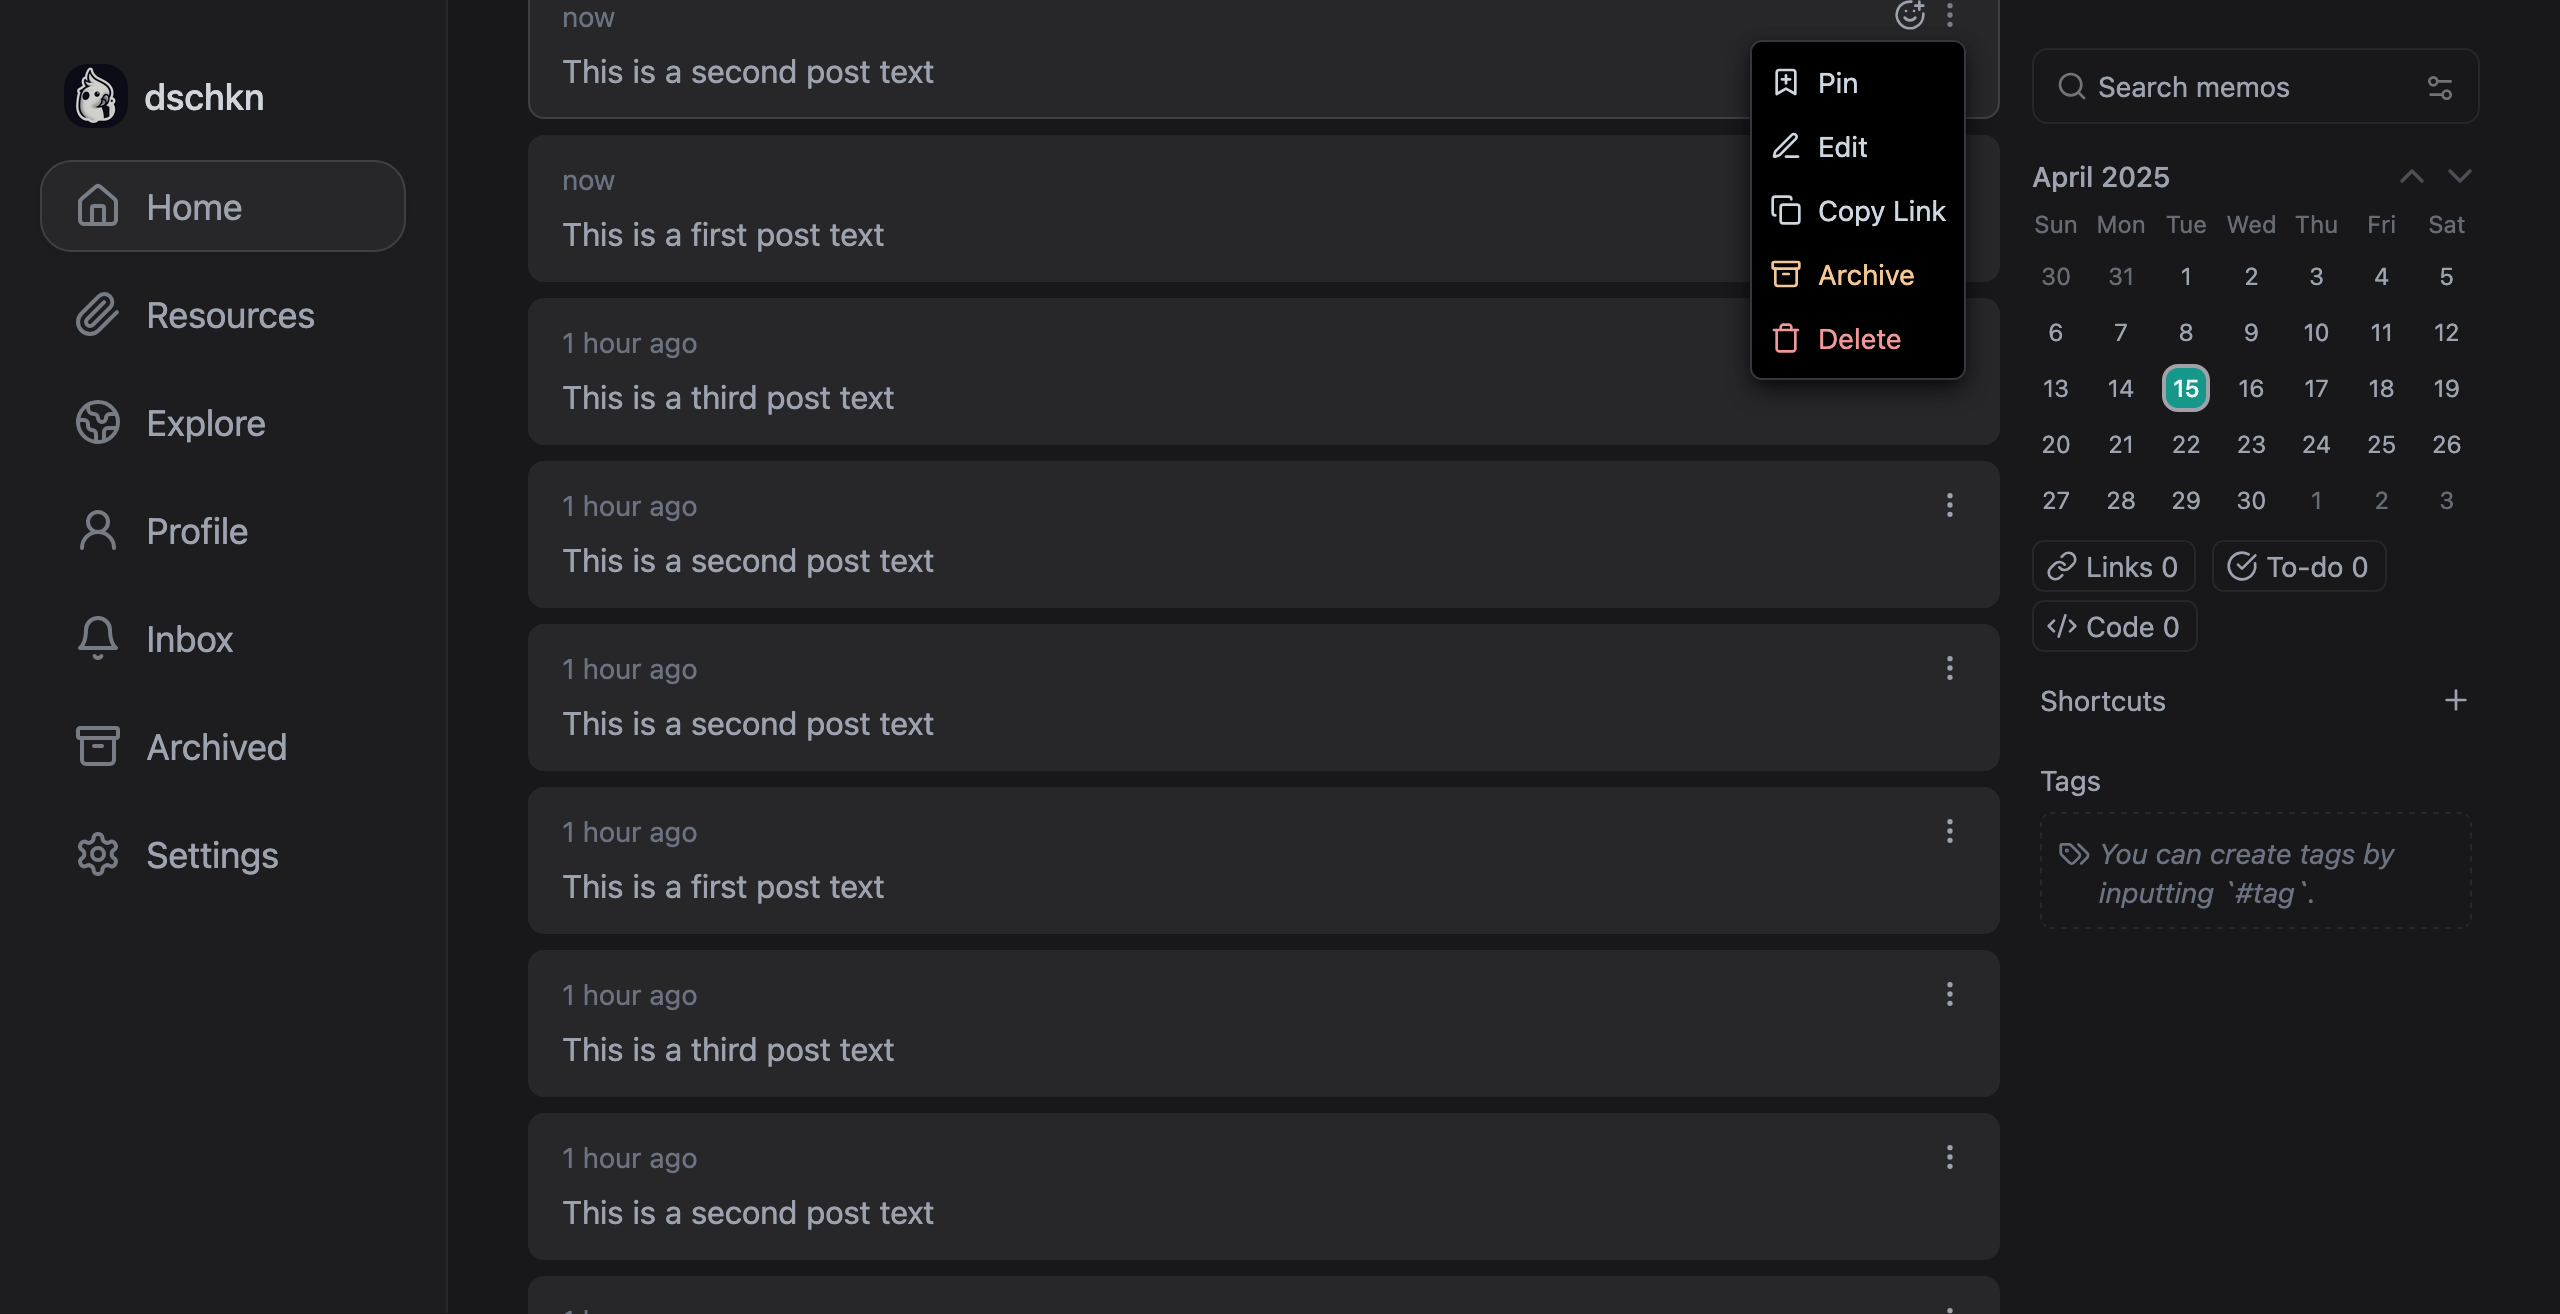 dschkn
Home
Resources
Explore
Profile
Inbox
Archived
Settings
now
This is a second post text
now
This is a first post text
1 hour ago
This is a third post text
1 hour ago
This is a second post text
1 hour ago
This is a second post text
1 hour ago
This is a first post text
1 hour ago
This is a third post text
1 hour ago
This is a second post text
Pin
Edit
Copy Link
Archive
Delete
Search memos
April 2025
Sun Mon Tue Wed Thu Fri Sat
30 31 1 2 3 4 5
6 7 8 9 10 11 12
13 14 15 16 17 18 19
20 21 22 23 24 25 26
27 28 29 30 1 2 3
Links 0 To-do 0
Code 0
Shortcuts
Tags
You can create tags by
inputting `#tag`.